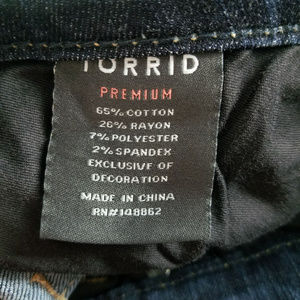 TORRID
PREMIUM
65% COTTON
26% RAYON
7% POLYESTER
2% SPANDEX
EXCLUSIVE OF
DECORATION
MADE IN CHINA
RN#148862